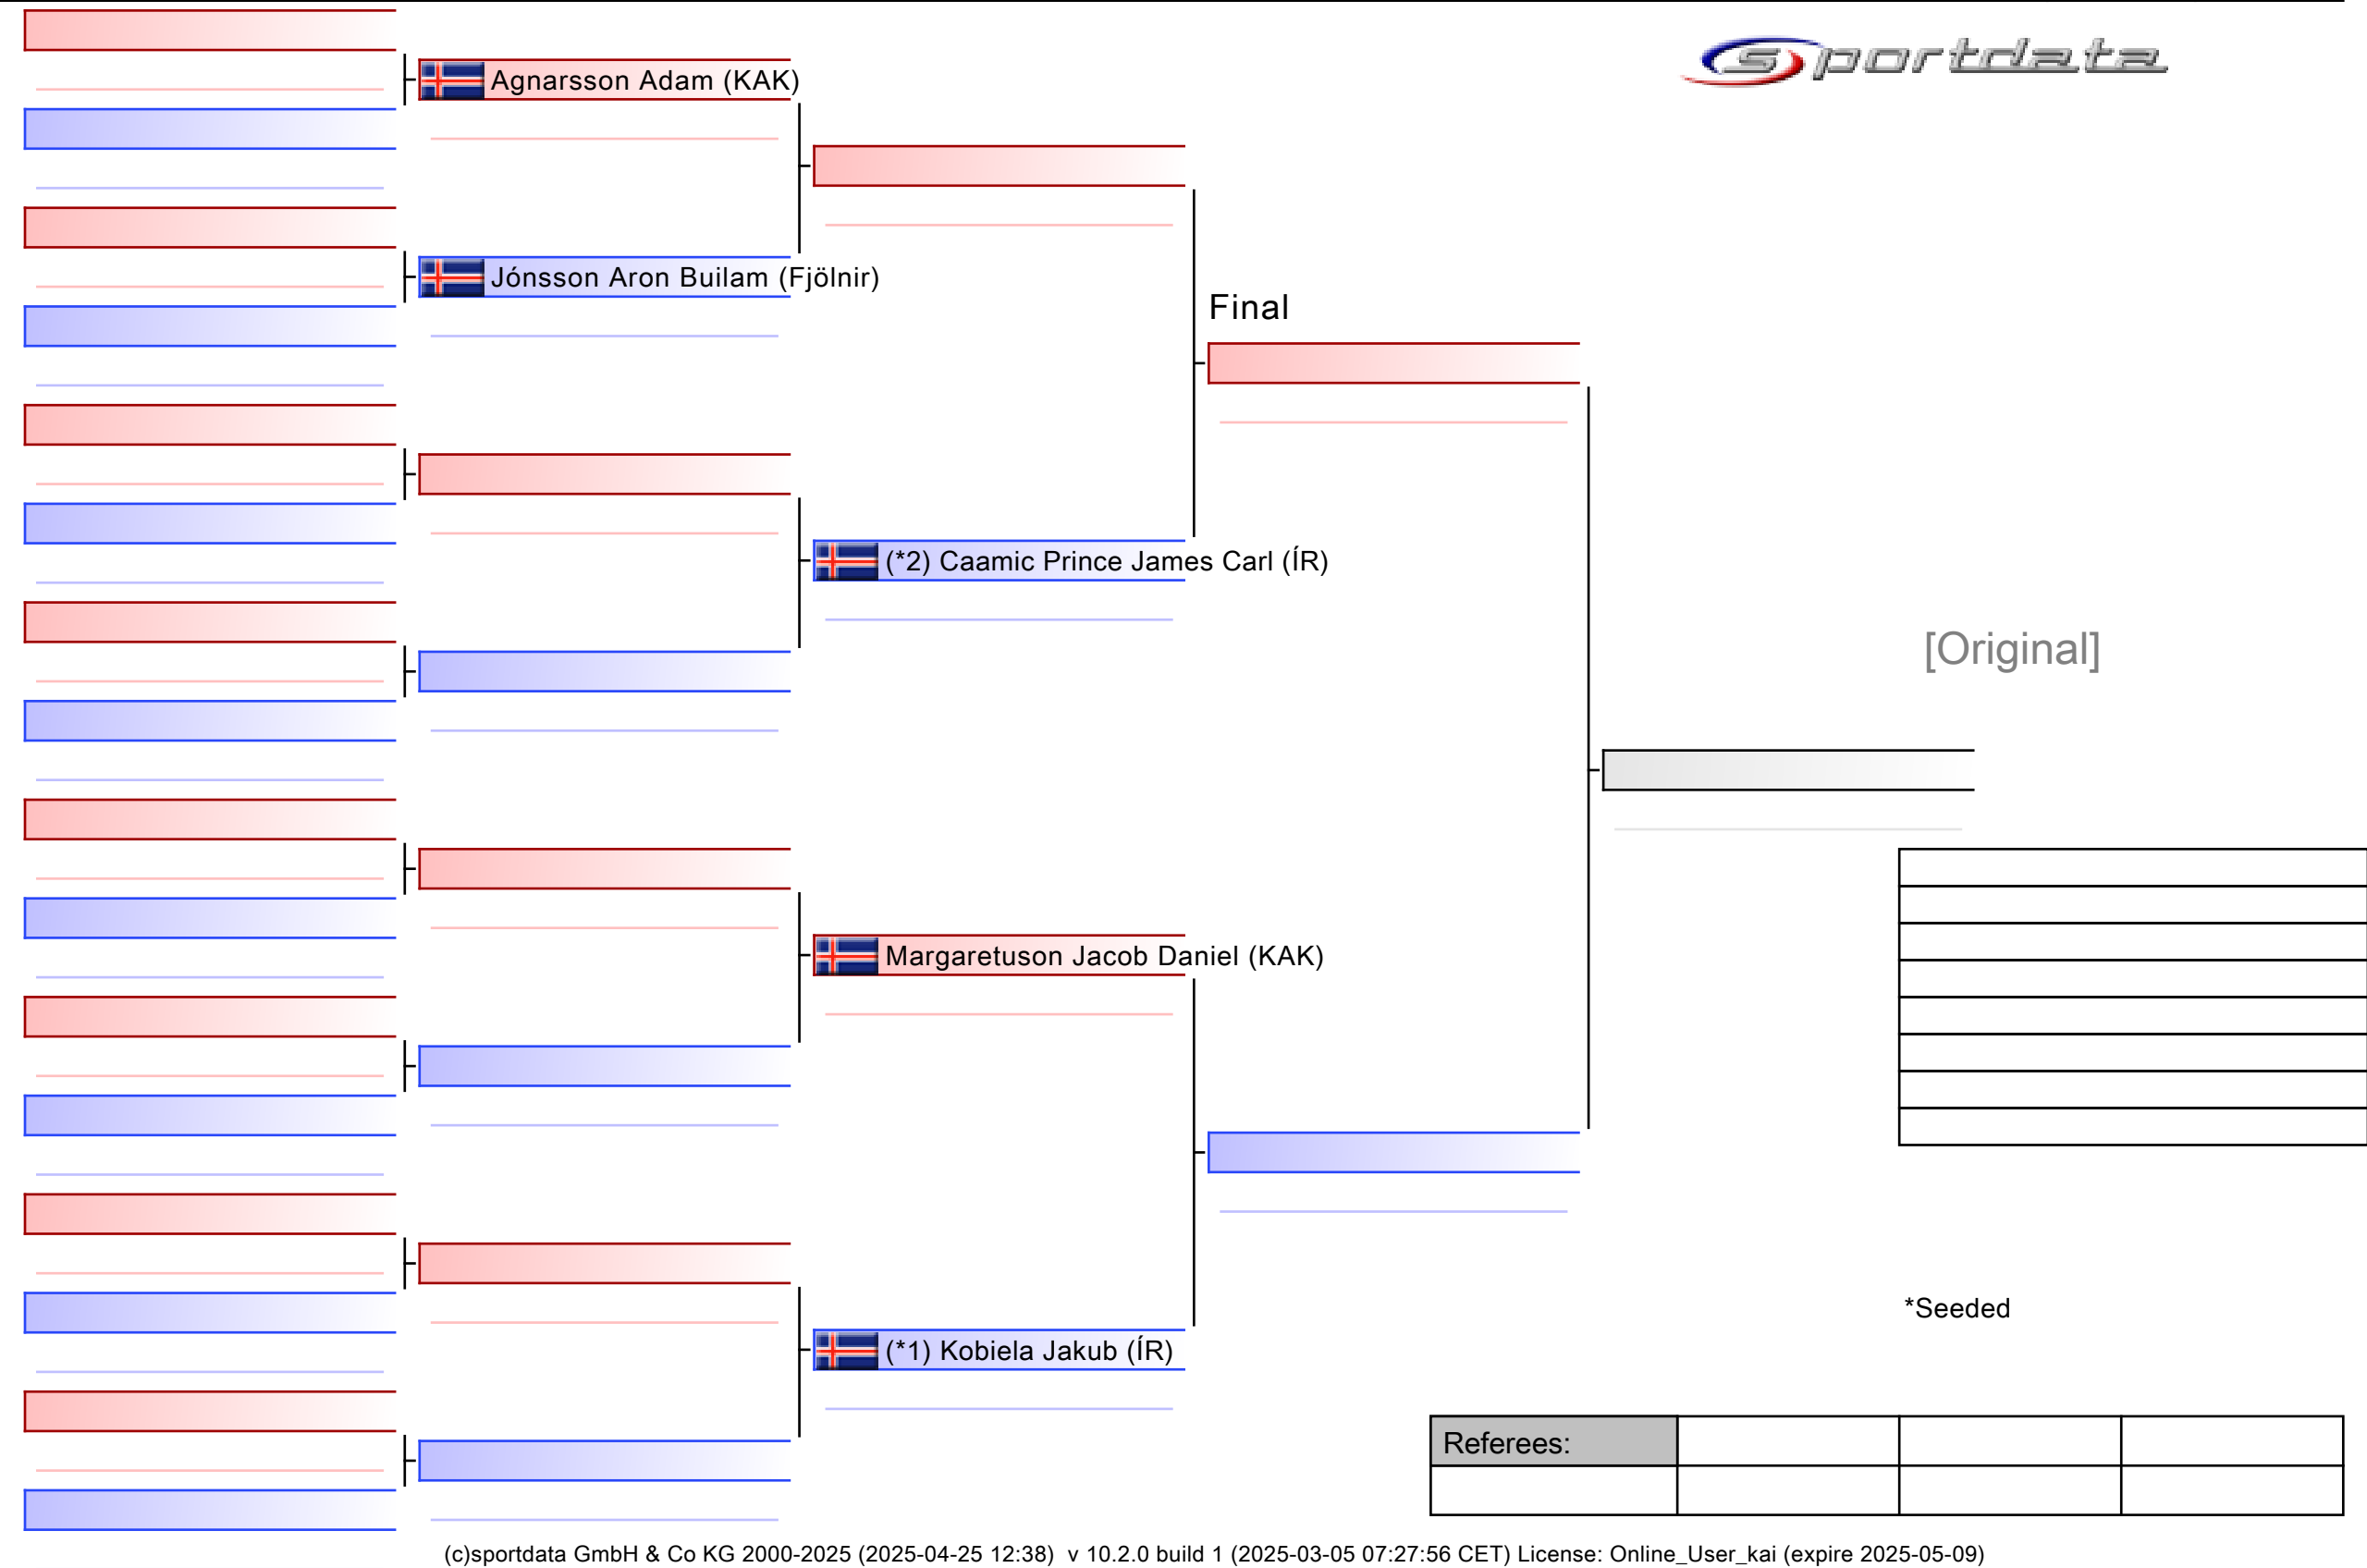 sportdata
Agnarsson Adam (KAK)
Jónsson Aron Builam (Fjölnir)
Final
(*2) Caamic Prince James Carl (ÍR)
[Original]
Margaretuson Jacob Daniel (KAK)
*Seeded
(*1) Kobiela Jakub (ÍR)
Referees:
(c)sportdata GmbH & Co KG 2000-2025 (2025-04-25 12:38) v 10.2.0 build 1 (2025-03-05 07:27:56 CET) License: Online_User_kai (expire 2025-05-09)